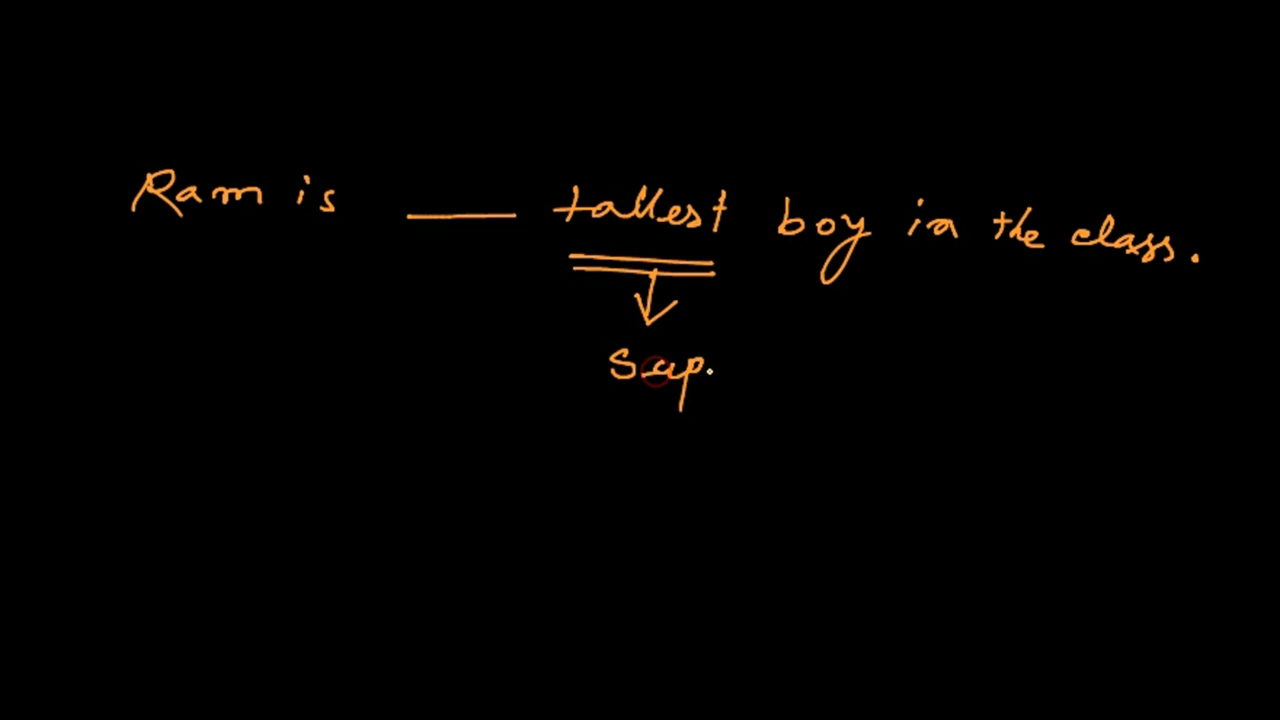 Ram is ___ tallest boy in the class.
Sup.